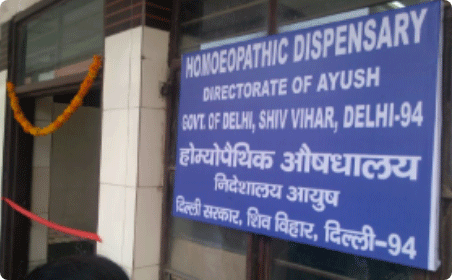 HOMOEOPATHIC DISPENSARY
DIRECTORATE OF AYUSH
GOVT. OF DELHI, SHIV VIHAR, DELHI-94
होम्योपैथिक औषधालय
निदेशालय आयुष
दिल्ली सरकार, शिव विहार, दिल्ली-94